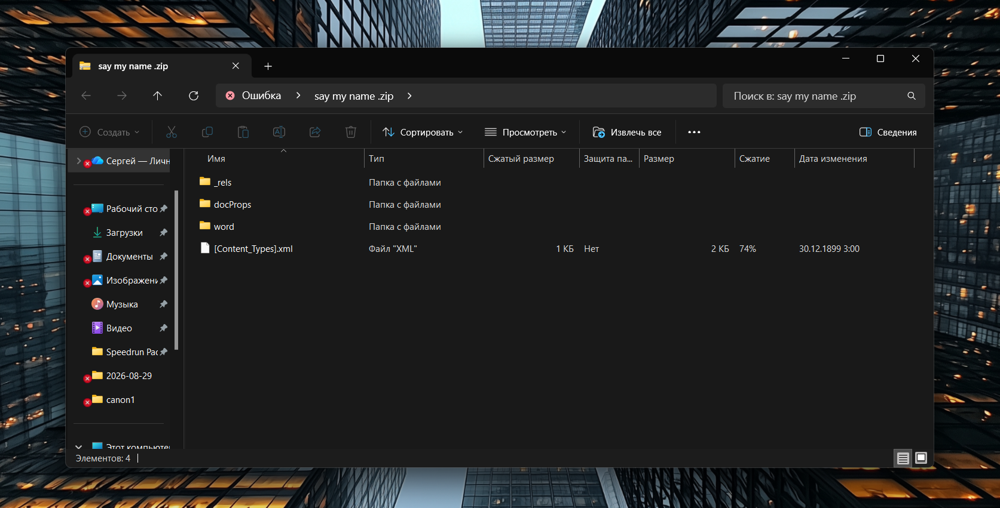 say my name .zip
Ошибка > say my name .zip >
Поиск в: say my name .zip
Создать
Сортировать
Просмотреть
Извлечь все
Сведения
Сергей — Личн
Рабочий сто
Загрузки
Документы
Изображени
Музыка
Видео
Speedrun Pac
2026-08-29
canon1
Этот компьютер
Имя Тип Сжатый размер Защита па... Размер Сжатие Дата изменения
_rels Папка с файлами
docProps Папка с файлами
word Папка с файлами
[Content_Types].xml Файл "XML" 1 КБ Нет 2 КБ 74% 30.12.1899 3:00
Элементов: 4